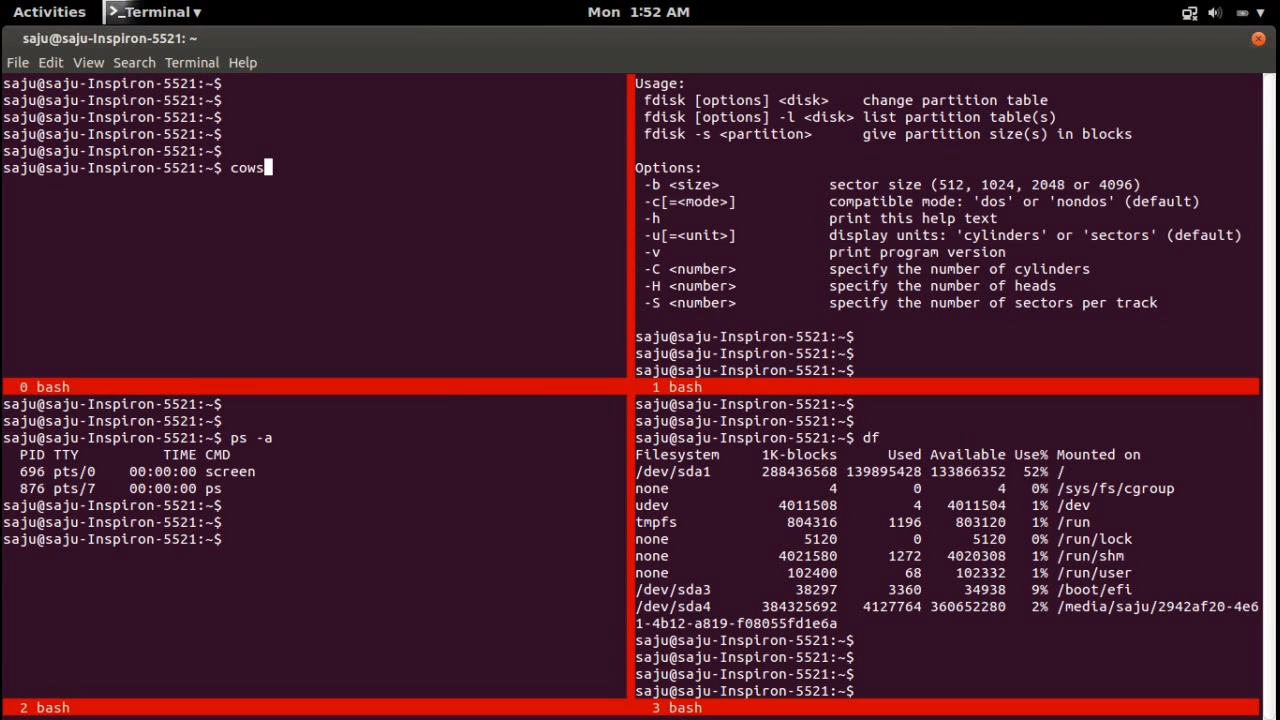 Activities
>_Terminal ▾
Mon 1:52 AM
saju@saju-Inspiron-5521: ~
File Edit View Search Terminal Help
saju@saju-Inspiron-5521:~$
saju@saju-Inspiron-5521:~$
saju@saju-Inspiron-5521:~$
saju@saju-Inspiron-5521:~$
saju@saju-Inspiron-5521:~$
saju@saju-Inspiron-5521:~$ cows
0 bash
Usage:
 fdisk [options] <disk>    change partition table
 fdisk [options] -l <disk> list partition table(s)
 fdisk -s <partition>      give partition size(s) in blocks
Options:
 -b <size>             sector size (512, 1024, 2048 or 4096)
 -c[=<mode>]           compatible mode: 'dos' or 'nondos' (default)
 -h                    print this help text
 -u[=<unit>]           display units: 'cylinders' or 'sectors' (default)
 -v                    print program version
 -C <number>           specify the number of cylinders
 -H <number>           specify the number of heads
 -S <number>           specify the number of sectors per track
saju@saju-Inspiron-5521:~$
saju@saju-Inspiron-5521:~$
saju@saju-Inspiron-5521:~$
1 bash
saju@saju-Inspiron-5521:~$
saju@saju-Inspiron-5521:~$
saju@saju-Inspiron-5521:~$ ps -a
  PID TTY          TIME CMD
  696 pts/0    00:00:00 screen
  876 pts/7    00:00:00 ps
saju@saju-Inspiron-5521:~$
saju@saju-Inspiron-5521:~$
saju@saju-Inspiron-5521:~$
2 bash
saju@saju-Inspiron-5521:~$
saju@saju-Inspiron-5521:~$
saju@saju-Inspiron-5521:~$ df
Filesystem     1K-blocks      Used Available Use% Mounted on
/dev/sda1      288436568 139895428 133866352  52% /
none                   4         0         4   0% /sys/fs/cgroup
udev             4011508         4   4011504   1% /dev
tmpfs             804316      1196    803120   1% /run
none                5120         0      5120   0% /run/lock
none             4021580      1272   4020308   1% /run/shm
none              102400        68    102332   1% /run/user
/dev/sda3          38297      3360     34938   9% /boot/efi
/dev/sda4      384325692   4127764 360652280   2% /media/saju/2942af20-4e6
1-4b12-a819-f08055fd1e6a
saju@saju-Inspiron-5521:~$
saju@saju-Inspiron-5521:~$
saju@saju-Inspiron-5521:~$
saju@saju-Inspiron-5521:~$
3 bash